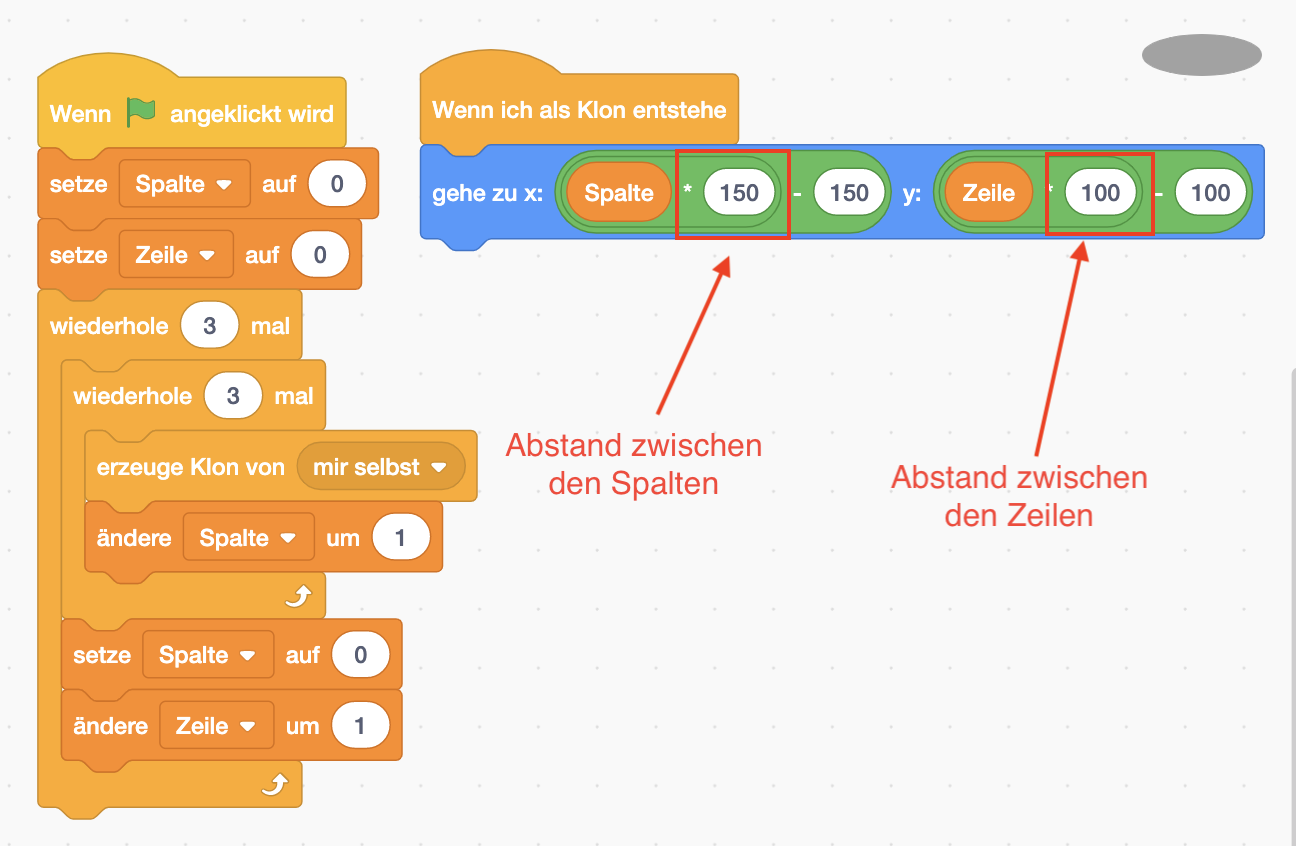 Wenn angeklickt wird
setze Spalte auf 0
setze Zeile auf 0
wiederhole 3 mal
wiederhole 3 mal
erzeuge Klon von mir selbst
ändere Spalte um 1
setze Spalte auf 0
ändere Zeile um 1
Wenn ich als Klon entstehe
gehe zu x: Spalte * 150 - 150 y: Zeile * 100 - 100
Abstand zwischen
den Spalten
Abstand zwischen
den Zeilen